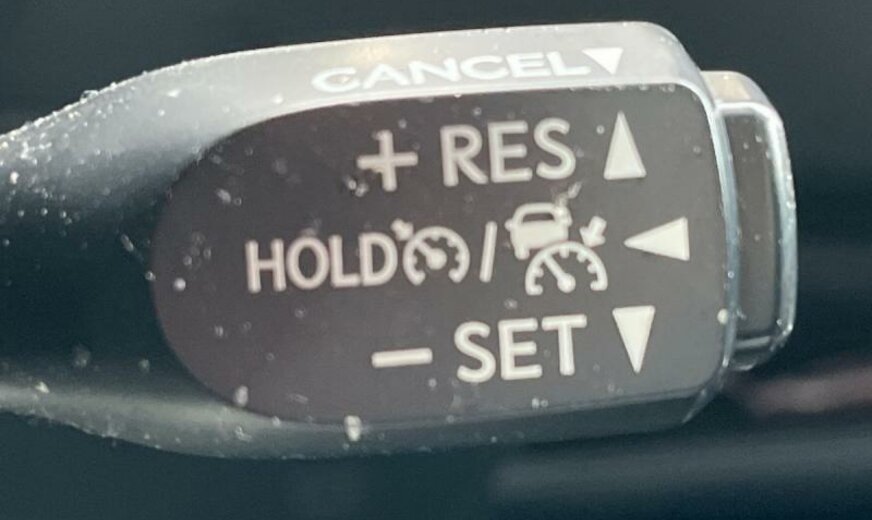 CANCEL▼
+ RES ▲
HOLD / ◀
– SET ▼